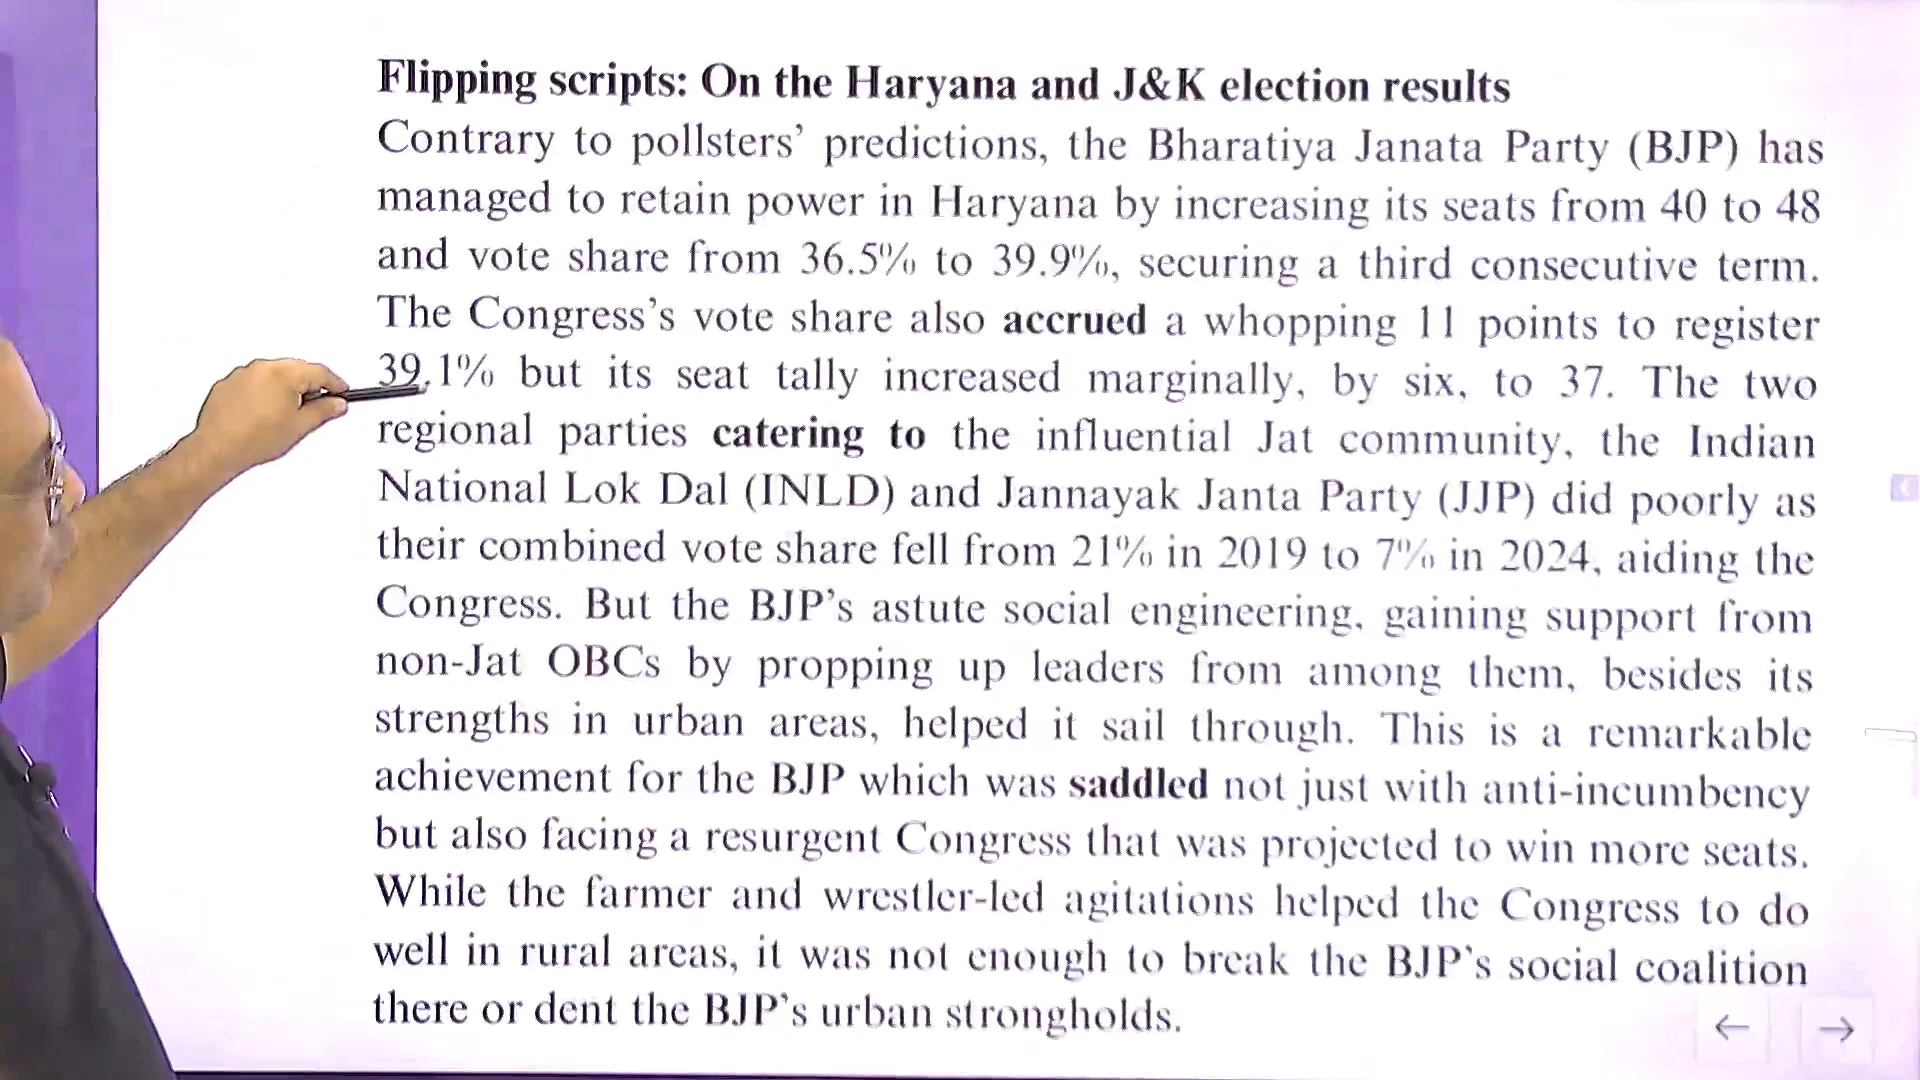 Flipping scripts: On the Haryana and J&K election results
Contrary to pollsters’ predictions, the Bharatiya Janata Party (BJP) has
managed to retain power in Haryana by increasing its seats from 40 to 48
and vote share from 36.5% to 39.9%, securing a third consecutive term.
The Congress’s vote share also accrued a whopping 11 points to register
39.1% but its seat tally increased marginally, by six, to 37. The two
regional parties catering to the influential Jat community, the Indian
National Lok Dal (INLD) and Jannayak Janta Party (JJP) did poorly as
their combined vote share fell from 21% in 2019 to 7% in 2024, aiding the
Congress. But the BJP’s astute social engineering, gaining support from
non-Jat OBCs by propping up leaders from among them, besides its
strengths in urban areas, helped it sail through. This is a remarkable
achievement for the BJP which was saddled not just with anti-incumbency
but also facing a resurgent Congress that was projected to win more seats.
While the farmer and wrestler-led agitations helped the Congress to do
well in rural areas, it was not enough to break the BJP’s social coalition
there or dent the BJP’s urban strongholds.